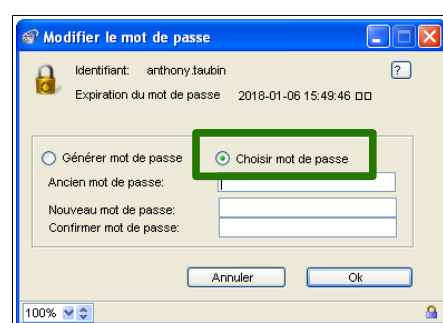 Modifier le mot de passe
Identifiant: anthony.taubin
?
Expiration du mot de passe 2018-01-06 15:49:46 □□
Générer mot de passe Choisir mot de passe
Ancien mot de passe:
Nouveau mot de passe:
Confirmer mot de passe:
Annuler Ok
100%